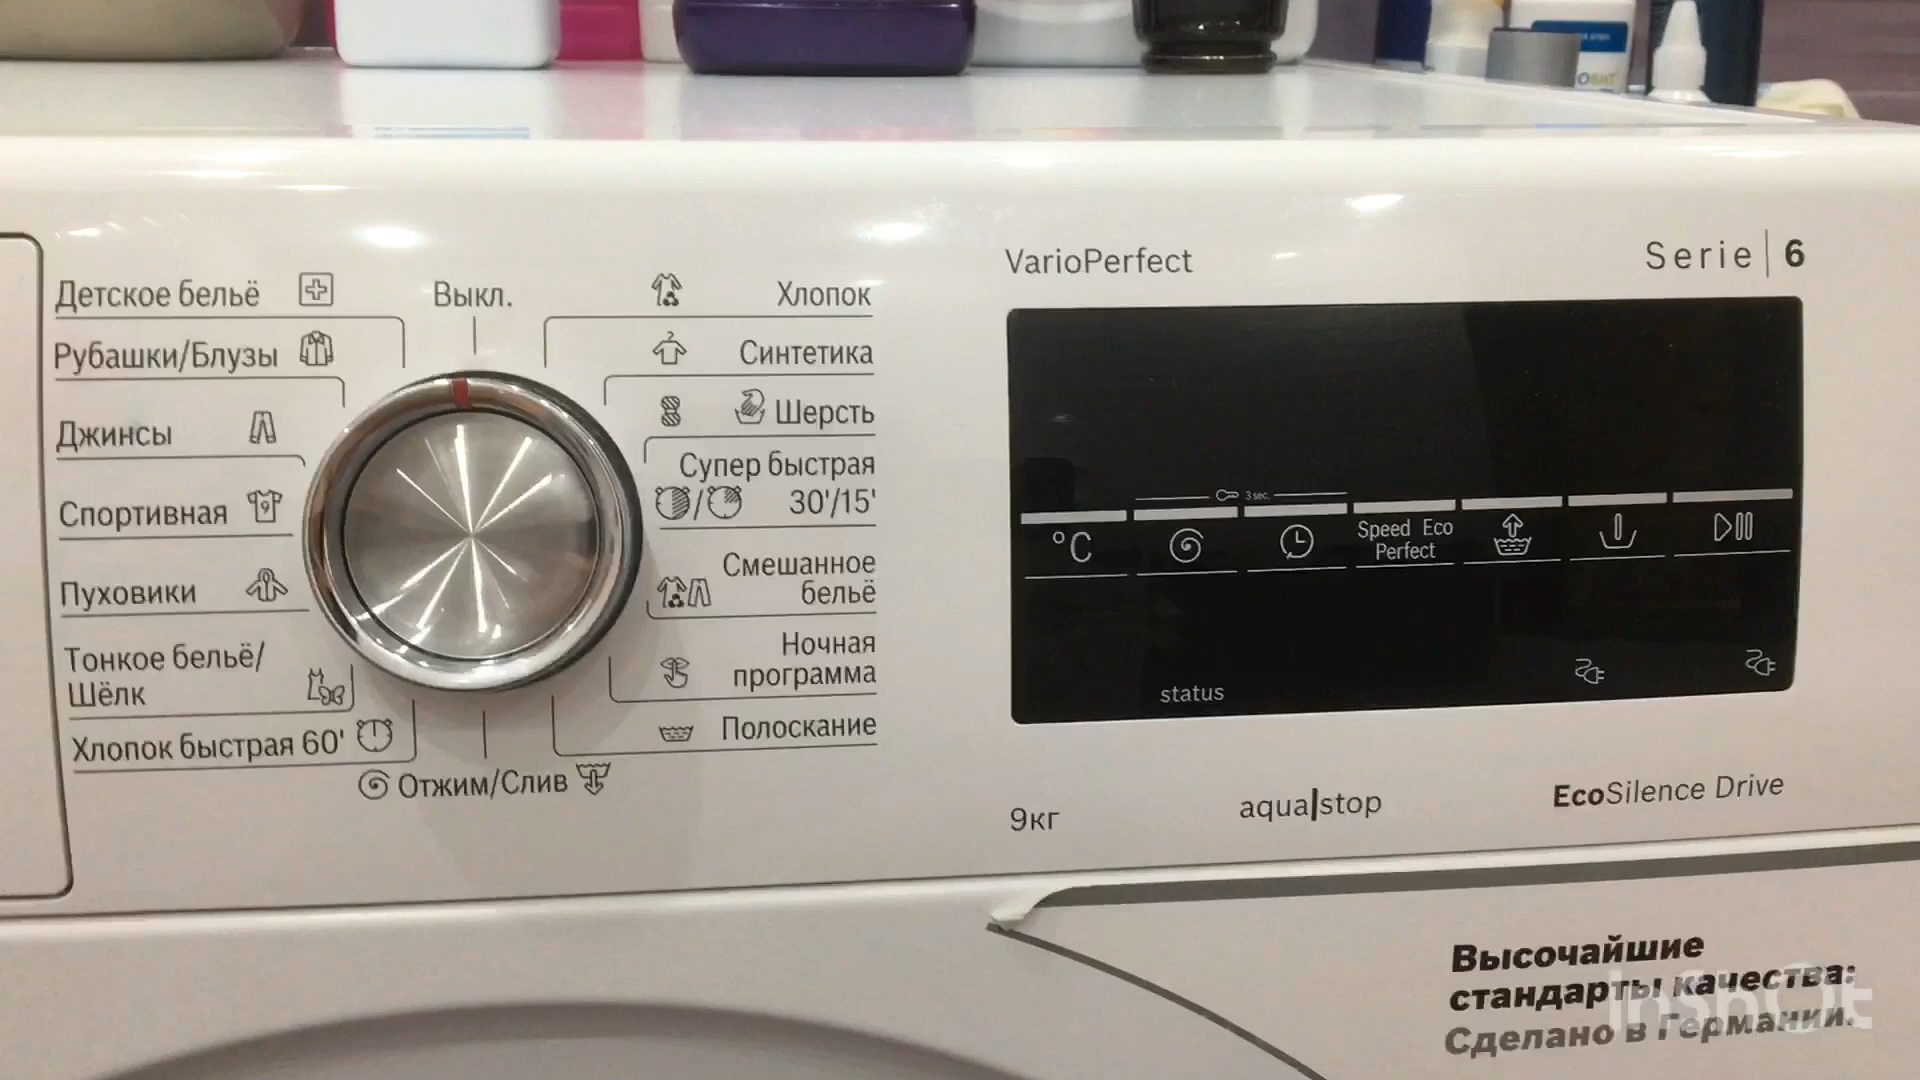 VarioPerfect
Serie | 6
Детское бельё
Рубашки/Блузы
Джинсы
Спортивная
9
Пуховики
Тонкое бельё/
Шёлк
Хлопок быстрая 60'
Выкл.
Отжим/Слив
Хлопок
Синтетика
Шерсть
Супер быстрая
30'/15'
Смешанное
бельё
Ночная
программа
Полоскание
3 sec.
°C
Speed Eco
Perfect
status
9кг
aqua|stop
EcoSilence Drive
Высочайшие
стандарты качества:
Сделано в Германии.
InShOt